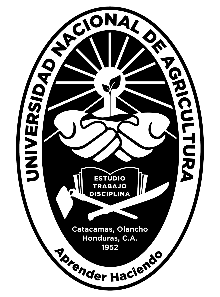 UNIVERSIDAD NACIONAL DE AGRICULTURA
ESTUDIO
TRABAJO
DISCIPLINA
Catacamas, Olancho
Honduras, C.A.
1952
Aprender Haciendo